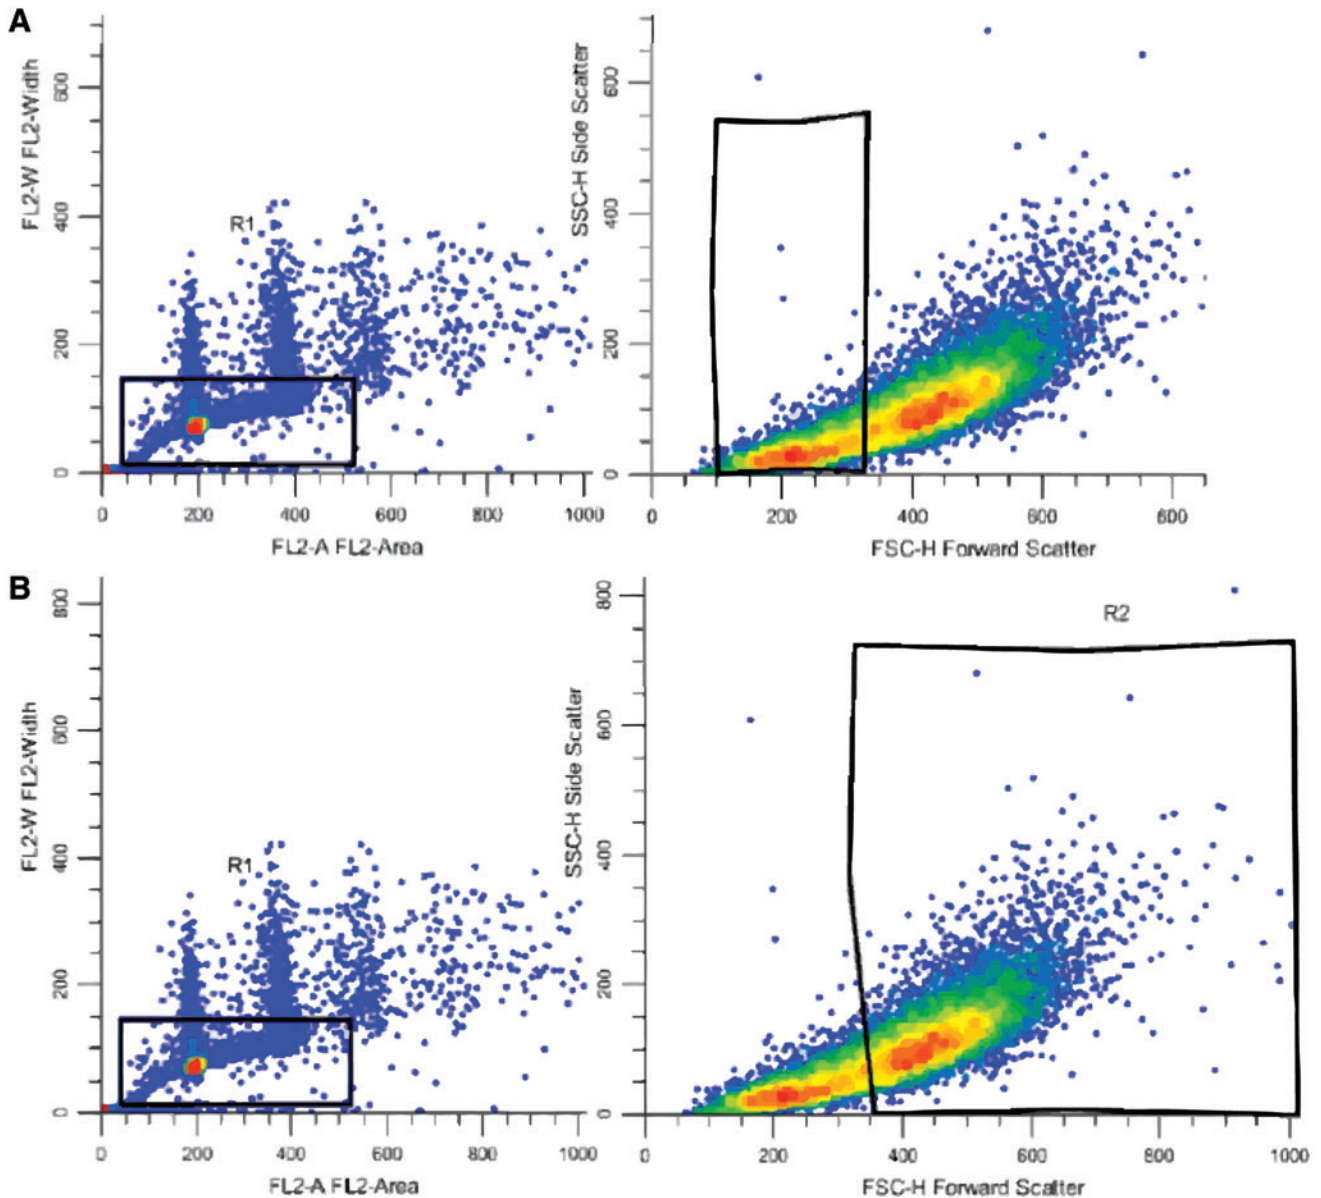 A
FL2-W FL2-Width
600
400
200
0
R1
0 200 400 600 800 1000
FL2-A FL2-Area
SSC-H Side Scatter
600
400
200
0
0 200 400 600 800
FSC-H Forward Scatter
B
FL2-W FL2-Width
800
600
400
200
0
R1
0 200 400 600 800 1000
FL2-A FL2-Area
SSC-H Side Scatter
800
600
400
200
0
R2
0 200 400 600 800 1000
FSC-H Forward Scatter